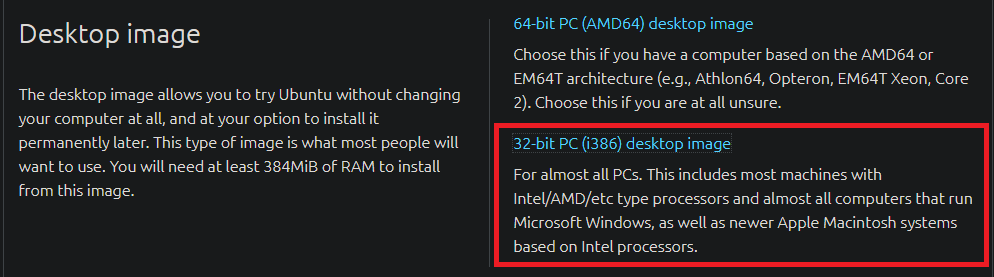 Desktop image
The desktop image allows you to try Ubuntu without changing
your computer at all, and at your option to install it
permanently later. This type of image is what most people will
want to use. You will need at least 384MiB of RAM to install
from this image.
64-bit PC (AMD64) desktop image
Choose this if you have a computer based on the AMD64 or
EM64T architecture (e.g., Athlon64, Opteron, EM64T Xeon, Core
2). Choose this if you are at all unsure.
32-bit PC (i386) desktop image
For almost all PCs. This includes most machines with
Intel/AMD/etc type processors and almost all computers that run
Microsoft Windows, as well as newer Apple Macintosh systems
based on Intel processors.